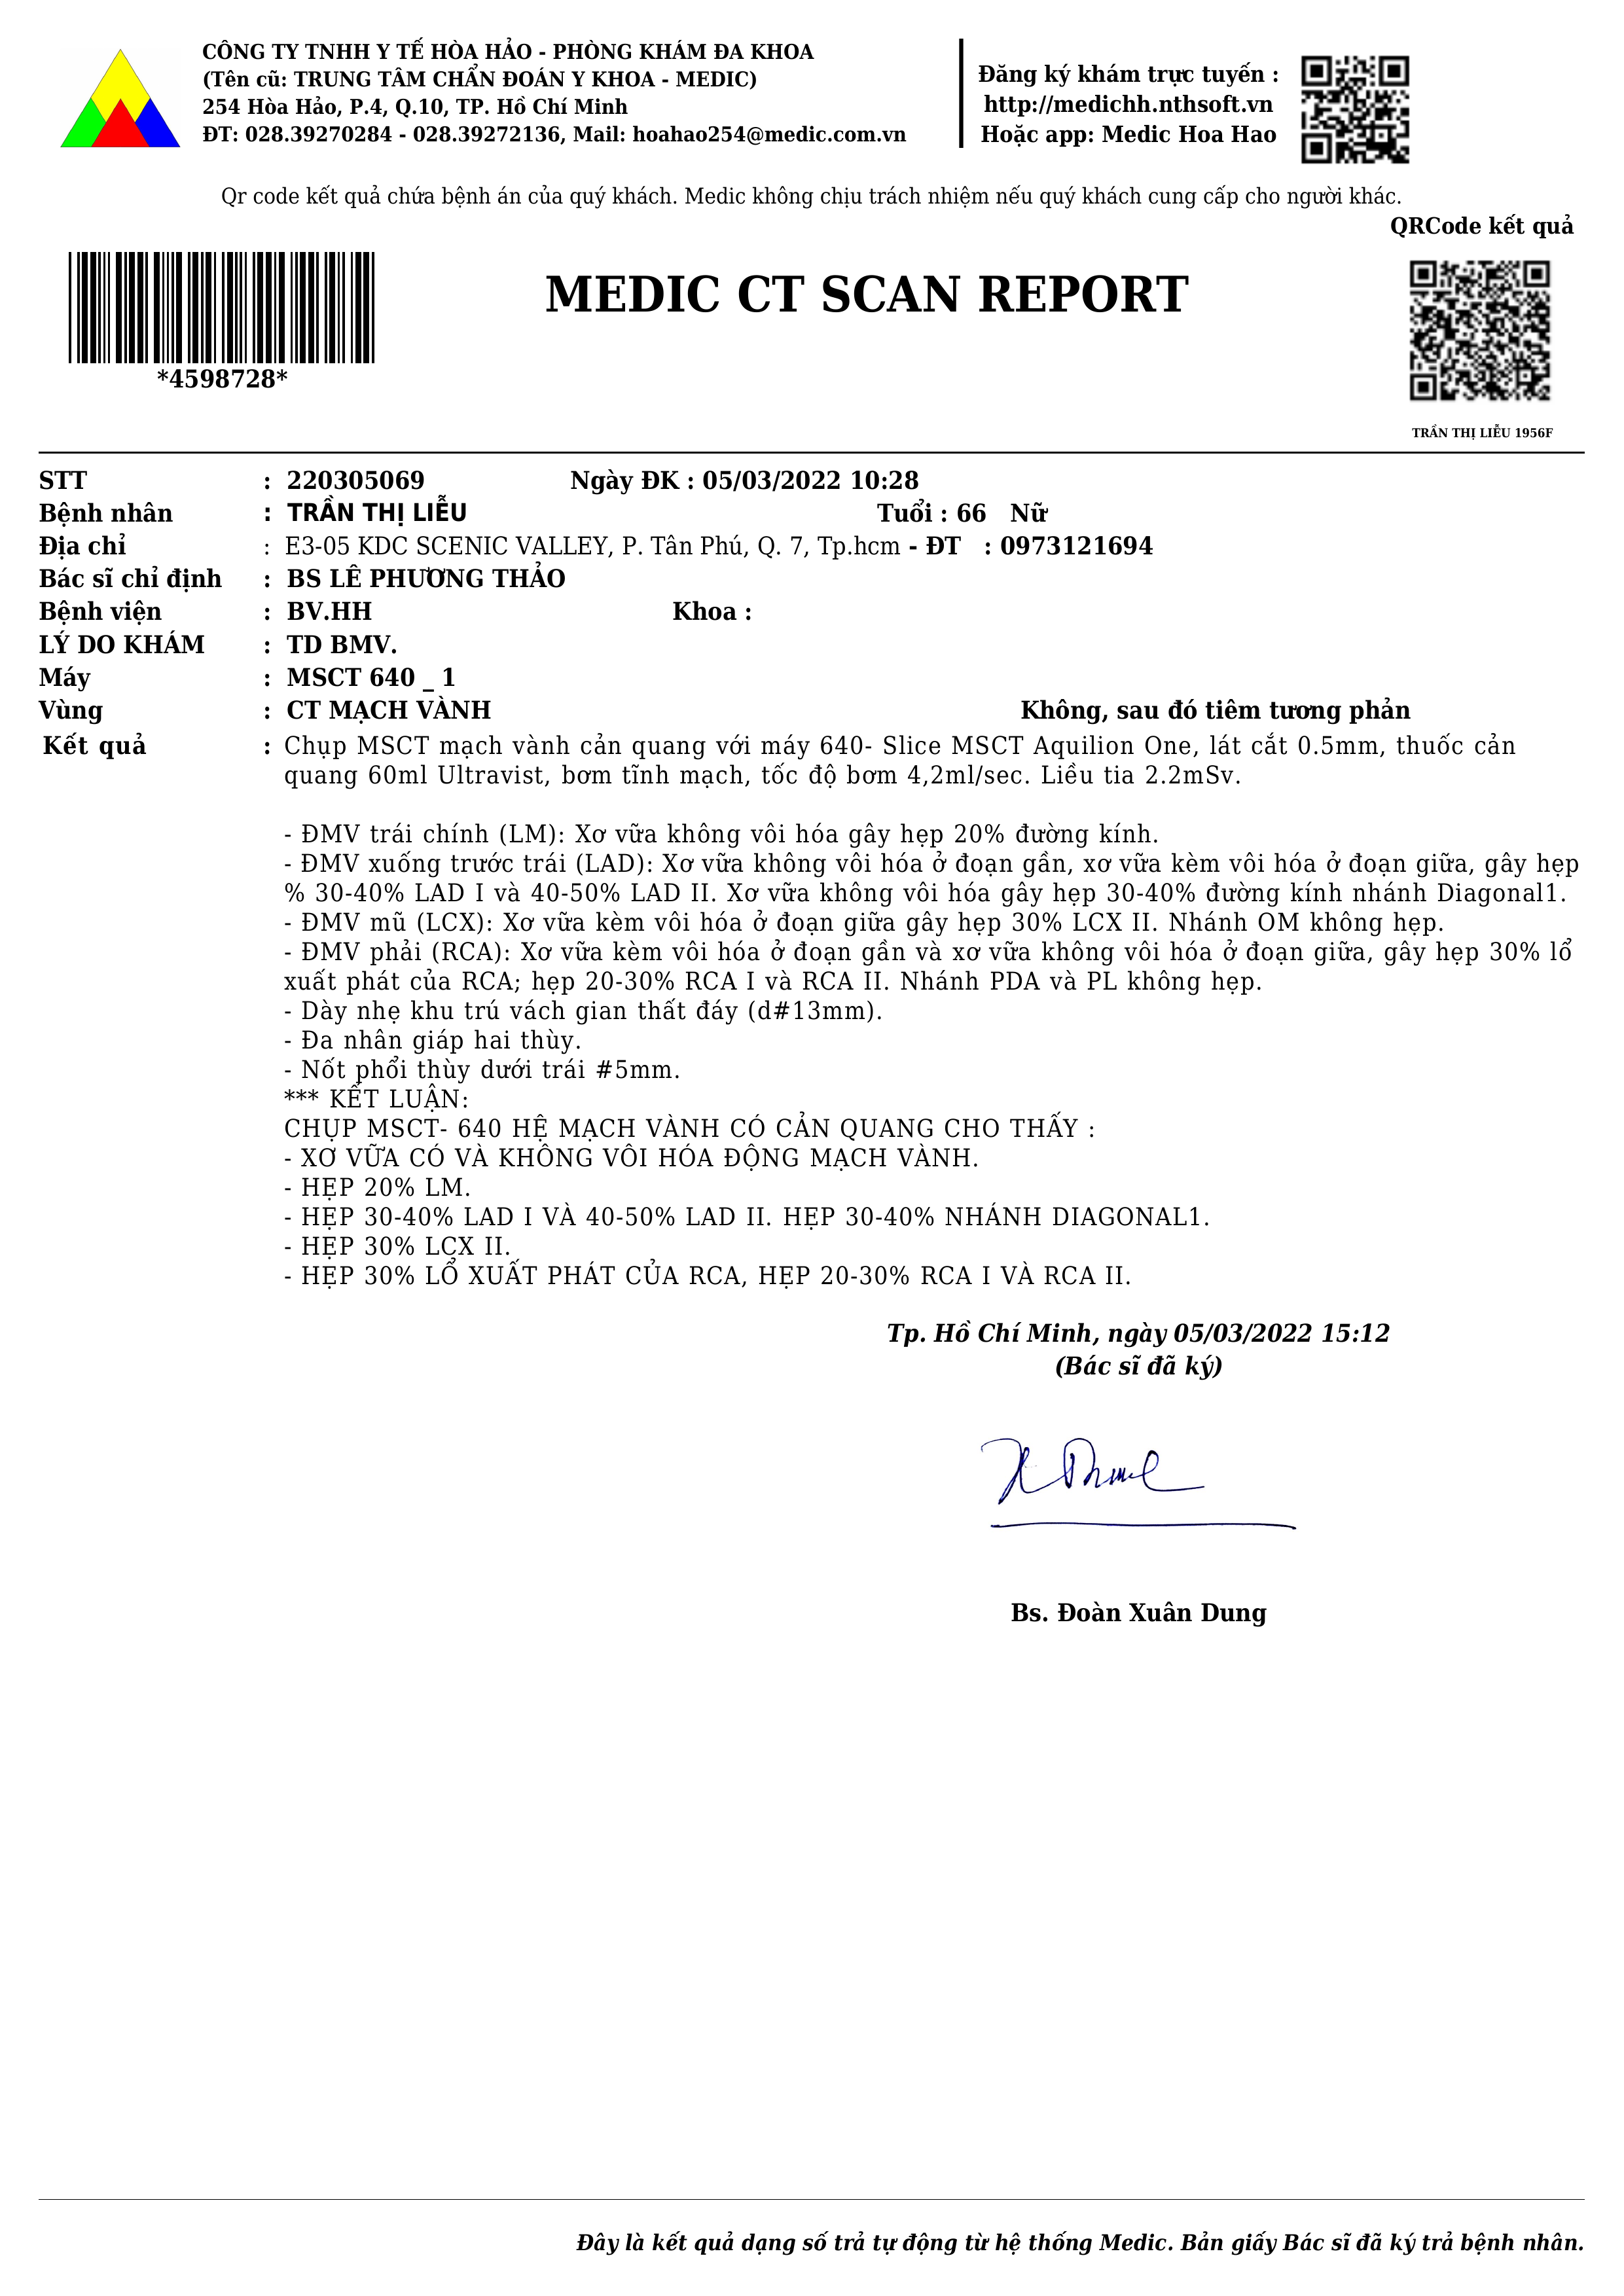 CÔNG TY TNHH Y TẾ HÒA HẢO - PHÒNG KHÁM ĐA KHOA
(Tên cũ: TRUNG TÂM CHẨN ĐOÁN Y KHOA - MEDIC)
254 Hòa Hảo, P.4, Q.10, TP. Hồ Chí Minh
ĐT: 028.39270284 - 028.39272136, Mail: hoahao254@medic.com.vn
Đăng ký khám trực tuyến :
http://medichh.nthsoft.vn
Hoặc app: Medic Hoa Hao
Qr code kết quả chứa bệnh án của quý khách. Medic không chịu trách nhiệm nếu quý khách cung cấp cho người khác.
QRCode kết quả
MEDIC CT SCAN REPORT
*4598728*
TRẦN THỊ LIỄU 1956F
STT : 220305069 Ngày ĐK : 05/03/2022 10:28
Bệnh nhân : TRẦN THỊ LIỄU Tuổi : 66 Nữ
Địa chỉ : E3-05 KDC SCENIC VALLEY, P. Tân Phú, Q. 7, Tp.hcm - ĐT : 0973121694
Bác sĩ chỉ định : BS LÊ PHƯƠNG THẢO
Bệnh viện : BV.HH Khoa :
LÝ DO KHÁM : TD BMV.
Máy : MSCT 640 _ 1
Vùng : CT MẠCH VÀNH Không, sau đó tiêm tương phản
Kết quả : Chụp MSCT mạch vành cản quang với máy 640- Slice MSCT Aquilion One, lát cắt 0.5mm, thuốc cản
quang 60ml Ultravist, bơm tĩnh mạch, tốc độ bơm 4,2ml/sec. Liều tia 2.2mSv.
- ĐMV trái chính (LM): Xơ vữa không vôi hóa gây hẹp 20% đường kính.
- ĐMV xuống trước trái (LAD): Xơ vữa không vôi hóa ở đoạn gần, xơ vữa kèm vôi hóa ở đoạn giữa, gây hẹp
% 30-40% LAD I và 40-50% LAD II. Xơ vữa không vôi hóa gây hẹp 30-40% đường kính nhánh Diagonal1.
- ĐMV mũ (LCX): Xơ vữa kèm vôi hóa ở đoạn giữa gây hẹp 30% LCX II. Nhánh OM không hẹp.
- ĐMV phải (RCA): Xơ vữa kèm vôi hóa ở đoạn gần và xơ vữa không vôi hóa ở đoạn giữa, gây hẹp 30% lổ
xuất phát của RCA; hẹp 20-30% RCA I và RCA II. Nhánh PDA và PL không hẹp.
- Dày nhẹ khu trú vách gian thất đáy (d#13mm).
- Đa nhân giáp hai thùy.
- Nốt phổi thùy dưới trái #5mm.
*** KẾT LUẬN:
CHỤP MSCT- 640 HỆ MẠCH VÀNH CÓ CẢN QUANG CHO THẤY :
- XƠ VỮA CÓ VÀ KHÔNG VÔI HÓA ĐỘNG MẠCH VÀNH.
- HẸP 20% LM.
- HẸP 30-40% LAD I VÀ 40-50% LAD II. HẸP 30-40% NHÁNH DIAGONAL1.
- HẸP 30% LCX II.
- HẸP 30% LỔ XUẤT PHÁT CỦA RCA, HẸP 20-30% RCA I VÀ RCA II.
Tp. Hồ Chí Minh, ngày 05/03/2022 15:12
(Bác sĩ đã ký)
Bs. Đoàn Xuân Dung
Đây là kết quả dạng số trả tự động từ hệ thống Medic. Bản giấy Bác sĩ đã ký trả bệnh nhân.